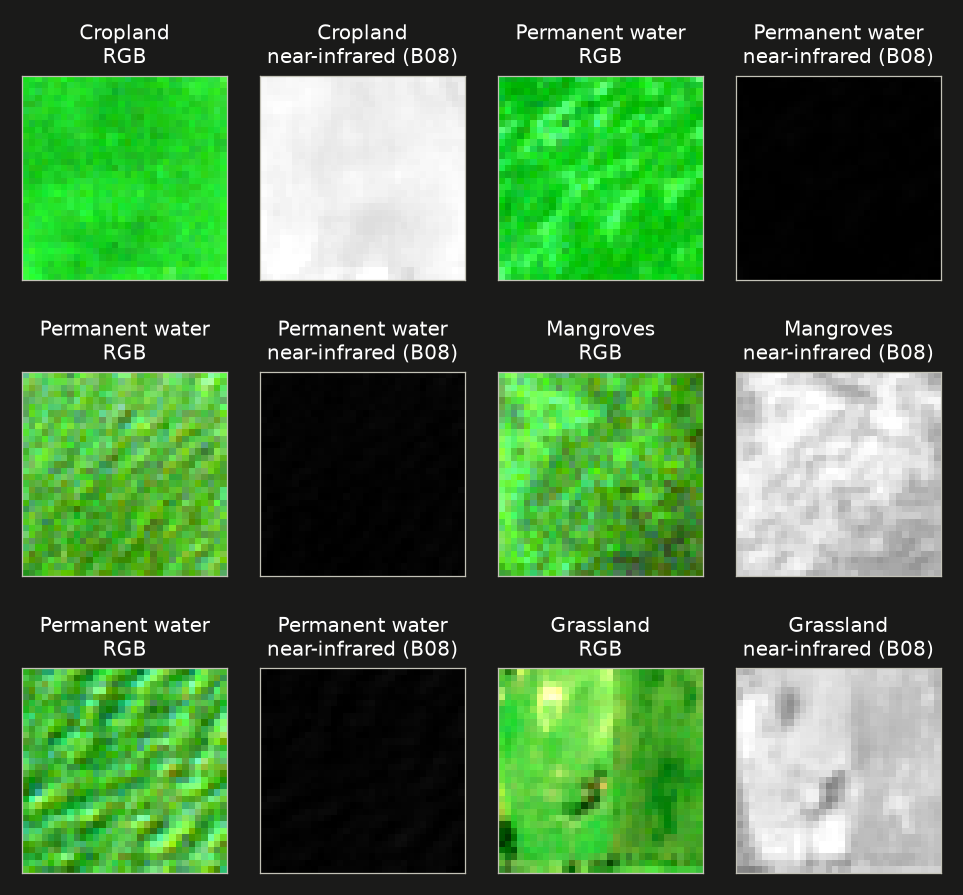 Cropland
RGB
Cropland
near-infrared (B08)
Permanent water
RGB
Permanent water
near-infrared (B08)
Permanent water
RGB
Permanent water
near-infrared (B08)
Mangroves
RGB
Mangroves
near-infrared (B08)
Permanent water
RGB
Permanent water
near-infrared (B08)
Grassland
RGB
Grassland
near-infrared (B08)